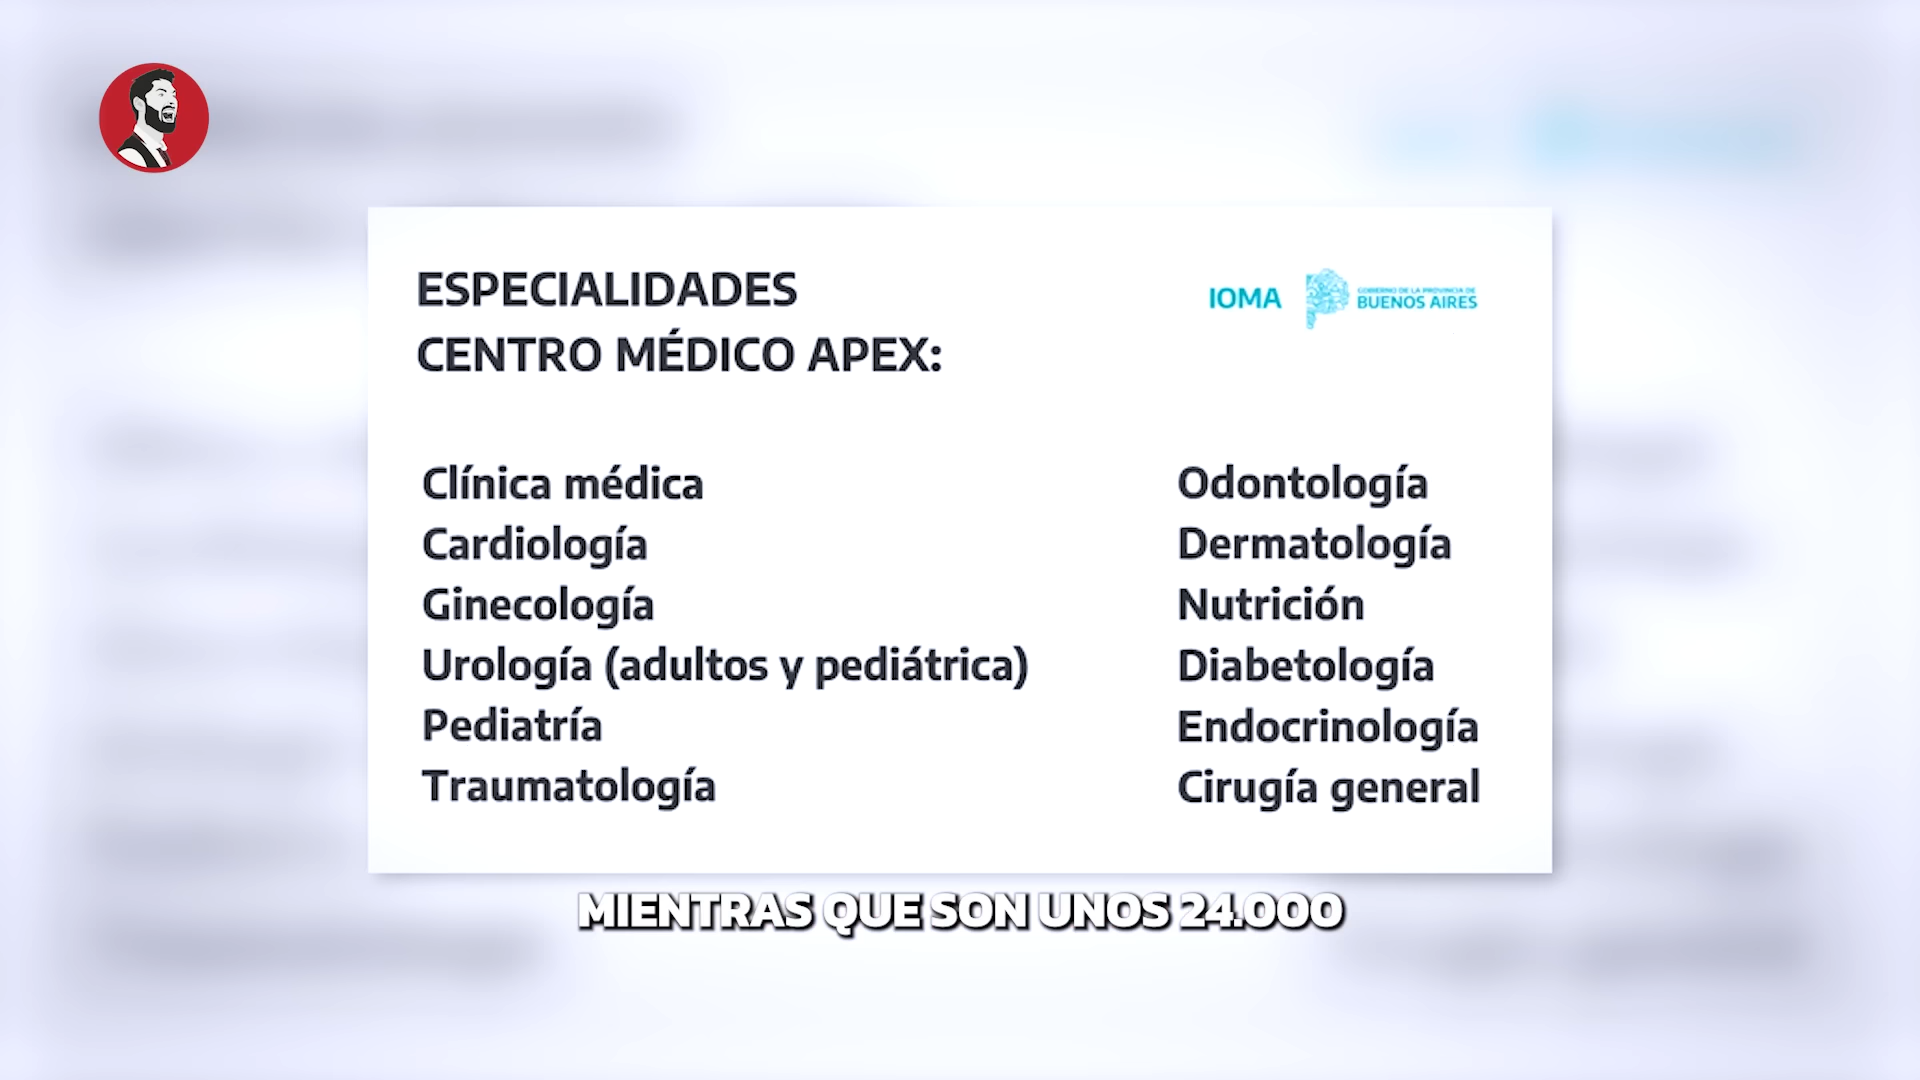 ESPECIALIDADES
CENTRO MÉDICO APEX:
IOMA
GOBIERNO DE LA PROVINCIA DE
BUENOS AIRES
Clínica médica
Cardiología
Ginecología
Urología (adultos y pediátrica)
Pediatría
Traumatología
Odontología
Dermatología
Nutrición
Diabetología
Endocrinología
Cirugía general
MIENTRAS QUE SON UNOS 24.000